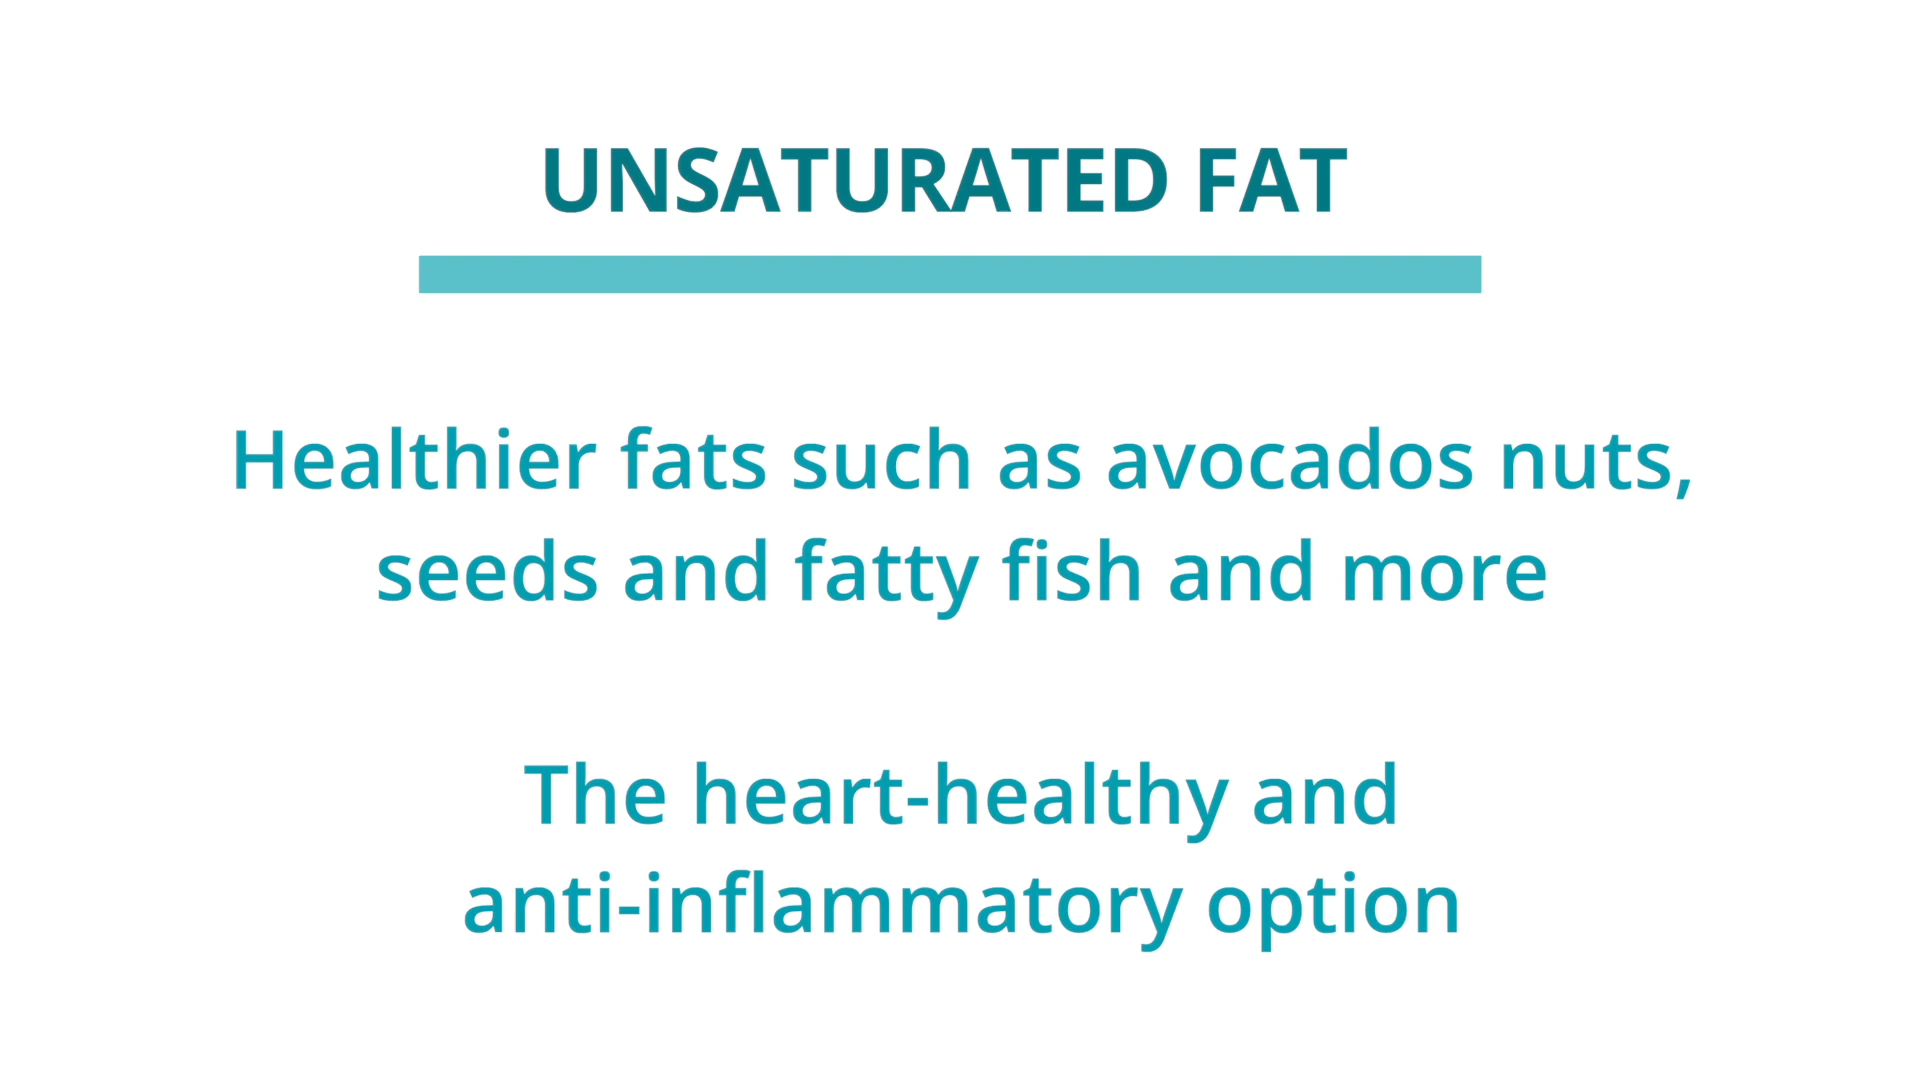 UNSATURATED FAT
Healthier fats such as avocados nuts,
seeds and fatty fish and more
The heart-healthy and
anti-inflammatory option